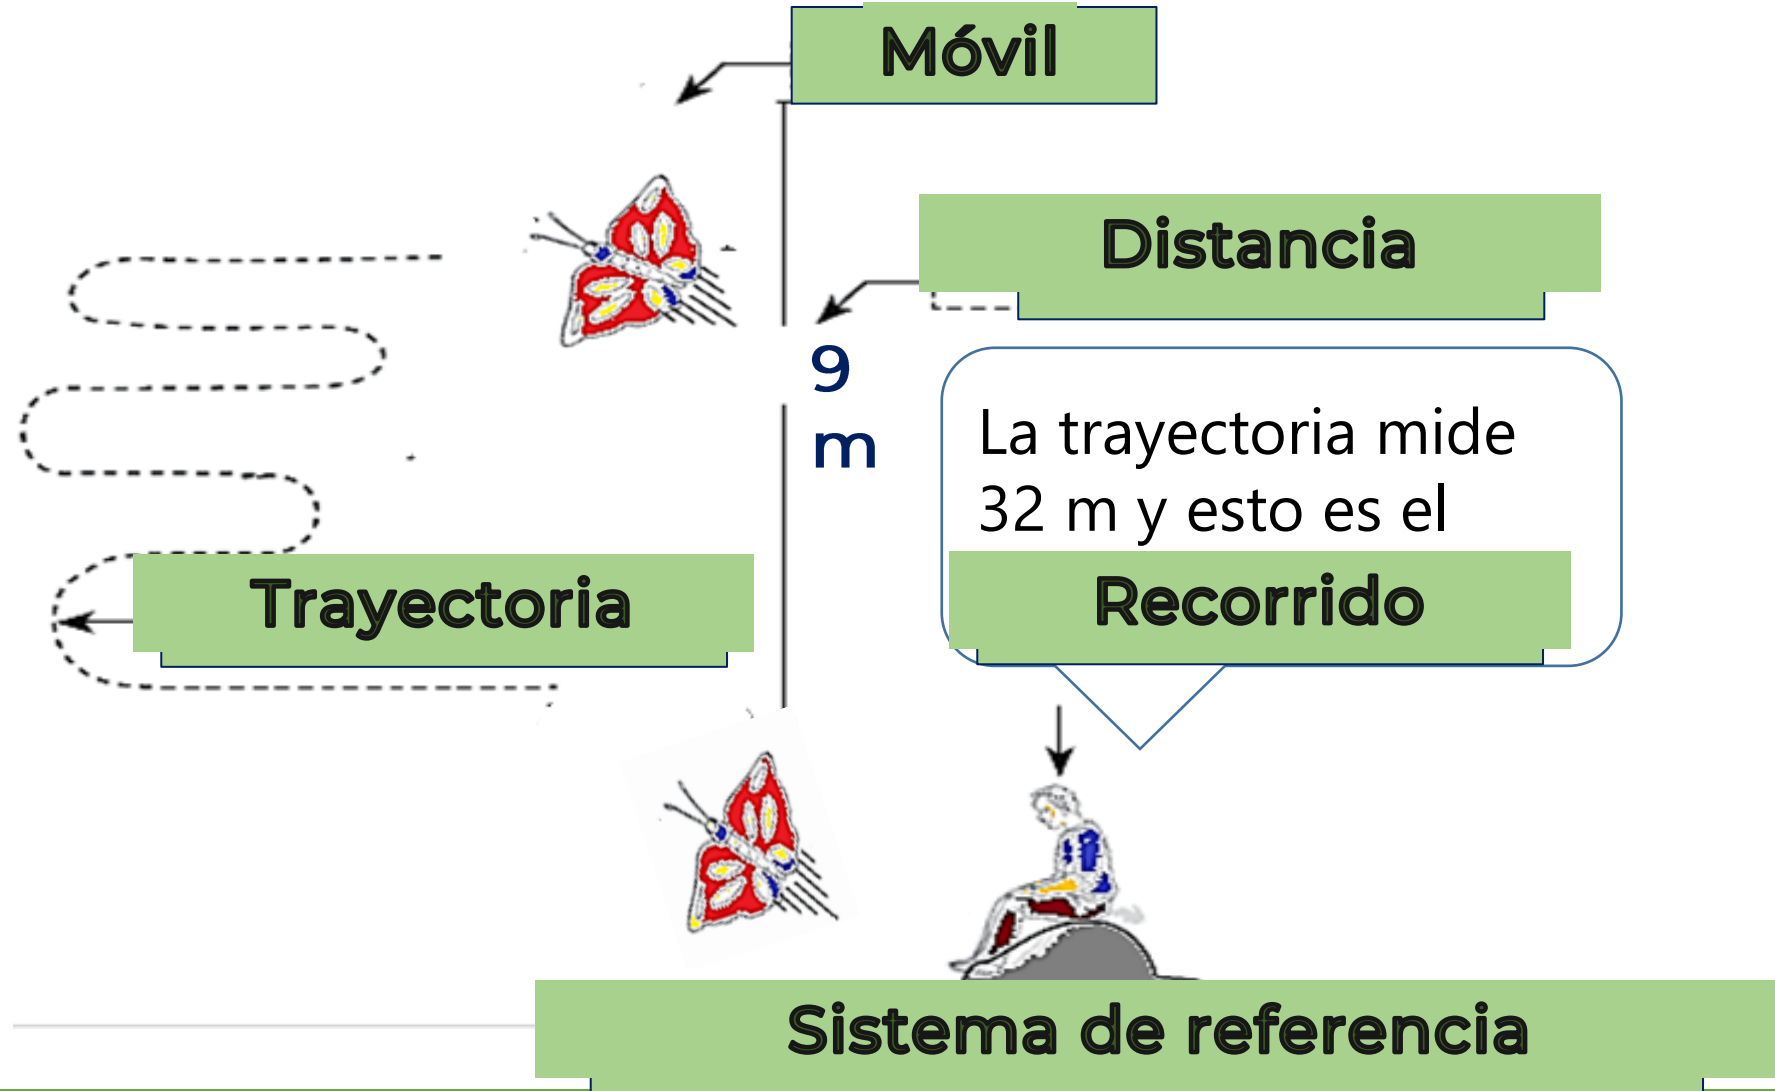 Móvil
Distancia
9
m
La trayectoria mide
32 m y esto es el
Recorrido
Trayectoria
Sistema de referencia